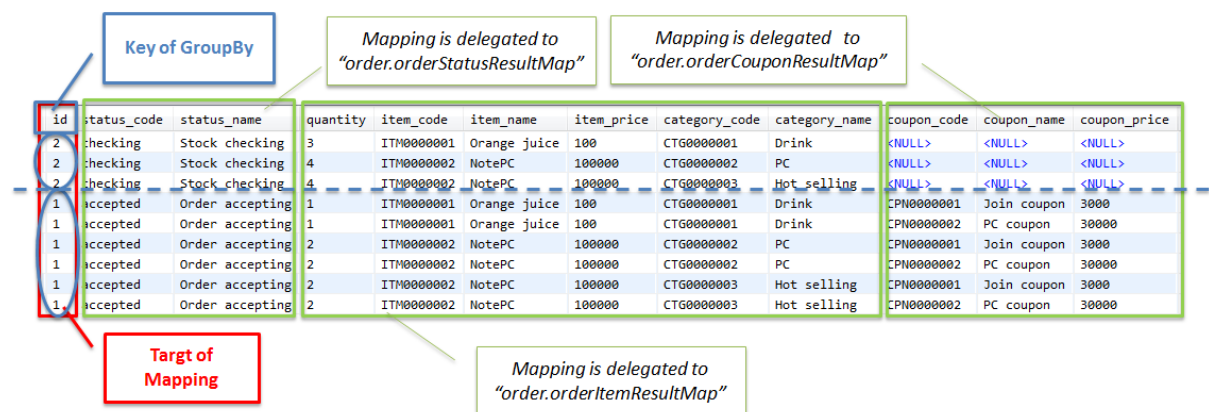 Key of GroupBy
Mapping is delegated to
“order.orderStatusResultMap”
Mapping is delegated to
“order.orderCouponResultMap”
id status_code status_name quantity item_code item_name item_price category_code category_name coupon_code coupon_name coupon_price
2 checking Stock checking 3 ITM0000001 Orange juice 100 CTG0000001 Drink <NULL> <NULL> <NULL>
2 checking Stock checking 4 ITM0000002 NotePC 100000 CTG0000002 PC <NULL> <NULL> <NULL>
2 checking Stock checking 4 ITM0000002 NotePC 100000 CTG0000003 Hot selling <NULL> <NULL> <NULL>
1 accepted Order accepting 1 ITM0000001 Orange juice 100 CTG0000001 Drink CPN0000001 Join coupon 3000
1 accepted Order accepting 1 ITM0000001 Orange juice 100 CTG0000001 Drink CPN0000002 PC coupon 30000
1 accepted Order accepting 2 ITM0000002 NotePC 100000 CTG0000002 PC CPN0000001 Join coupon 3000
1 accepted Order accepting 2 ITM0000002 NotePC 100000 CTG0000002 PC CPN0000002 PC coupon 30000
1 accepted Order accepting 2 ITM0000002 NotePC 100000 CTG0000003 Hot selling CPN0000001 Join coupon 3000
1 accepted Order accepting 2 ITM0000002 NotePC 100000 CTG0000003 Hot selling CPN0000002 PC coupon 30000
Targt of
Mapping
Mapping is delegated to
“order.orderItemResultMap”